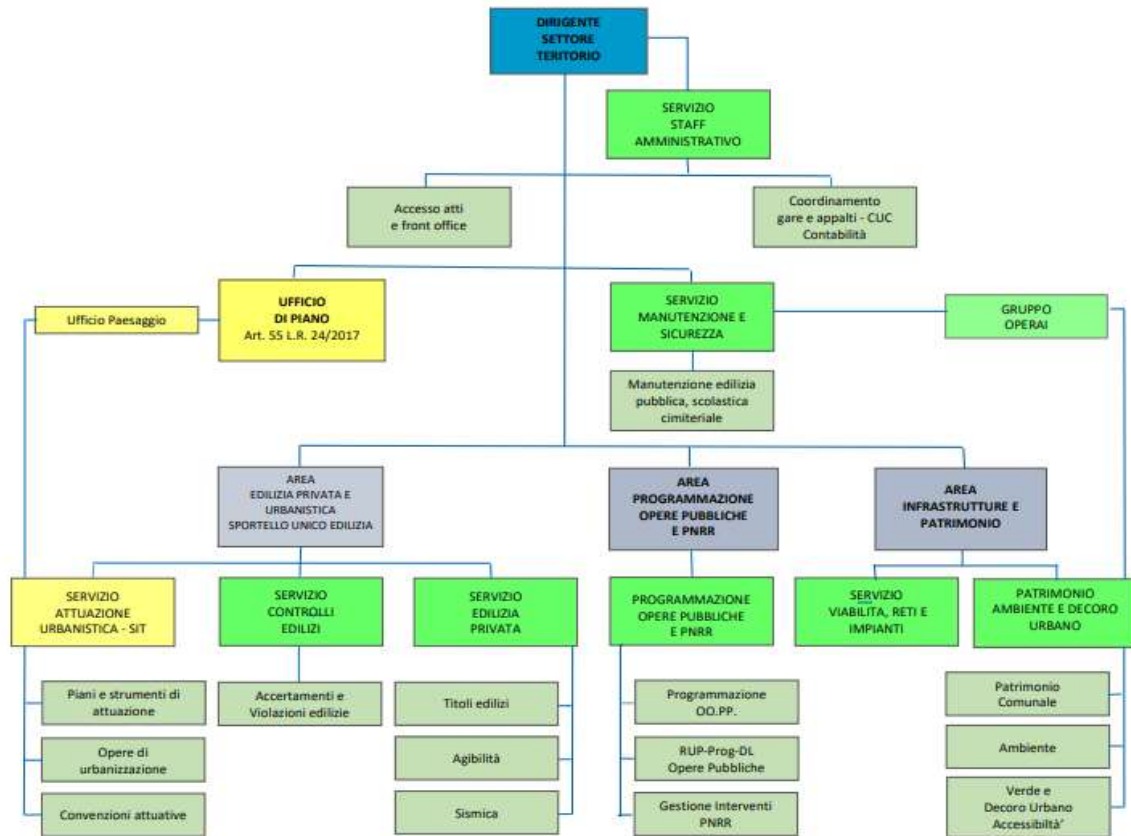 DIRIGENTE
SETTORE
TERITORIO
SERVIZIO
STAFF
AMMINISTRATIVO
Accesso atti
e front office
Coordinamento
gare e appalti - CUC
Contabilità
Ufficio Paesaggio
UFFICIO
DI PIANO
Art. 55 L.R. 24/2017
SERVIZIO
MANUTENZIONE E
SICUREZZA
GRUPPO
OPERAI
Manutenzione edilizia
pubblica, scolastica
cimiteriale
AREA
EDILIZIA PRIVATA E
URBANISTICA
SPORTELLO UNICO EDILIZIA
AREA
PROGRAMMAZIONE
OPERE PUBBLICHE
E PNRR
AREA
INFRASTRUTTURE E
PATRIMONIO
SERVIZIO
ATTUAZIONE
URBANISTICA - SIT
SERVIZIO
CONTROLLI
EDILIZI
SERVIZIO
EDILIZIA
PRIVATA
PROGRAMMAZIONE
OPERE PUBBLICHE
E PNRR
SERVIZIO
VIABILITA, RETI E
IMPIANTI
PATRIMONIO
AMBIENTE E DECORO
URBANO
Piani e strumenti di
attuazione
Accertamenti e
Violazioni edilizie
Titoli edilizi
Programmazione
OO.PP.
Patrimonio
Comunale
Opere di
urbanizzazione
Agibilità
RUP-Prog-DL
Opere Pubbliche
Ambiente
Convenzioni attuative
Sismica
Gestione Interventi
PNRR
Verde e
Decoro Urbano
Accessibiltà'